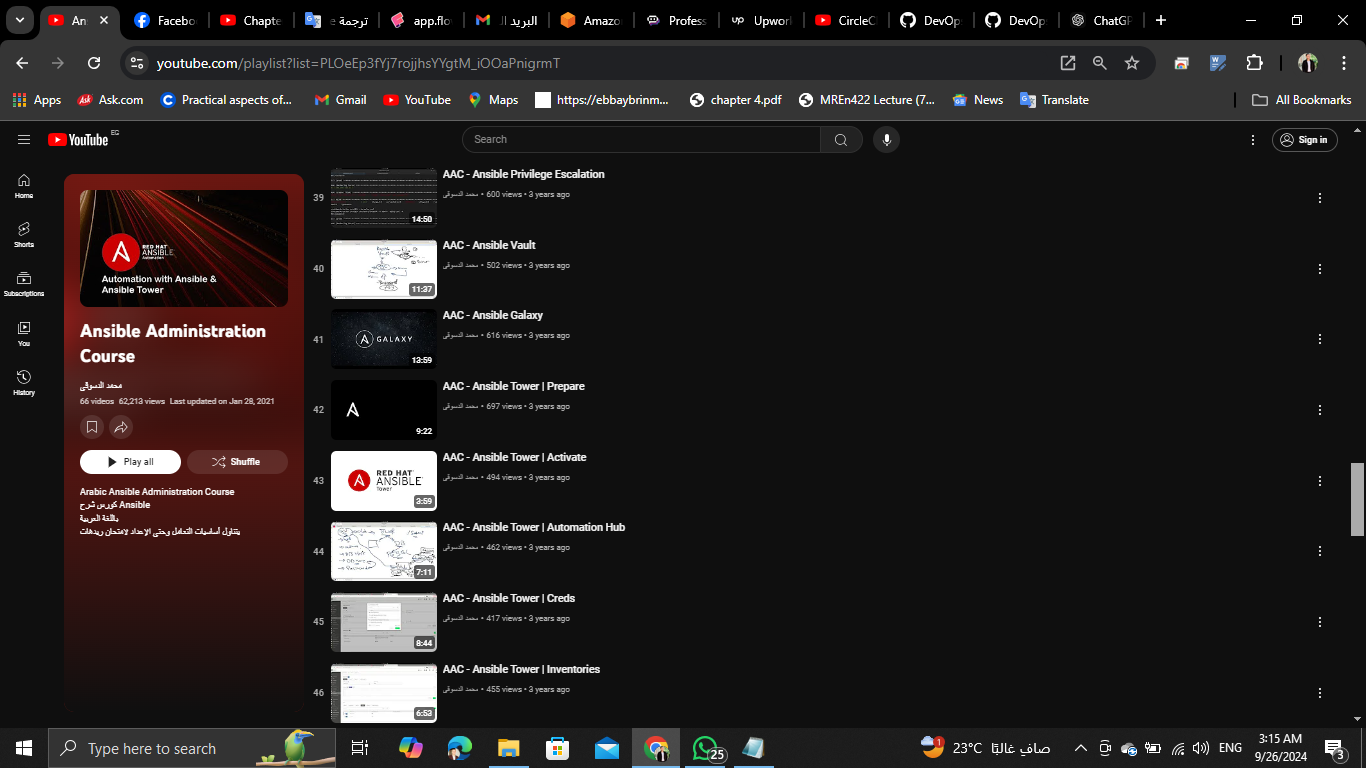 Ans
Facebo
Chapte
ترجمة e
app.flo
البريد ال
Amazo
Profess
Upwork
CircleC
DevOp
DevOp
ChatGP
youtube.com/playlist?list=PLOeEp3fYj7rojjhsYYgtM_iOOaPnigrmT
Apps
Ask.com
Practical aspects of...
Gmail
YouTube
Maps
https://ebbaybrinm...
chapter 4.pdf
MREn422 Lecture (7...
News
Translate
All Bookmarks
YouTube EG
Search
Sign in
Home
Shorts
Subscriptions
You
History
RED HAT
ANSIBLE
Automation
Automation with Ansible &
Ansible Tower
Ansible Administration
Course
محمد الدسوقى
66 videos 62,213 views Last updated on Jan 28, 2021
Play all
Shuffle
Arabic Ansible Administration Course
كورس شرح Ansible
باللغة العربية
يتناول أساسيات التعامل وحتى الاعداد لامتحان ريدهات
39
14:50
AAC - Ansible Privilege Escalation
محمد الدسوقى • 600 views • 3 years ago
40
11:37
AAC - Ansible Vault
محمد الدسوقى • 502 views • 3 years ago
41
GALAXY
13:59
AAC - Ansible Galaxy
محمد الدسوقى • 616 views • 3 years ago
42
9:22
AAC - Ansible Tower | Prepare
محمد الدسوقى • 697 views • 3 years ago
43
RED HAT
ANSIBLE
Tower
3:59
AAC - Ansible Tower | Activate
محمد الدسوقى • 494 views • 3 years ago
44
7:11
AAC - Ansible Tower | Automation Hub
محمد الدسوقى • 462 views • 3 years ago
45
8:44
AAC - Ansible Tower | Creds
محمد الدسوقى • 417 views • 3 years ago
46
6:53
AAC - Ansible Tower | Inventories
محمد الدسوقى • 455 views • 3 years ago
Type here to search
25
1
23°C صافٍ غالبًا
ENG
3:15 AM
9/26/2024
3